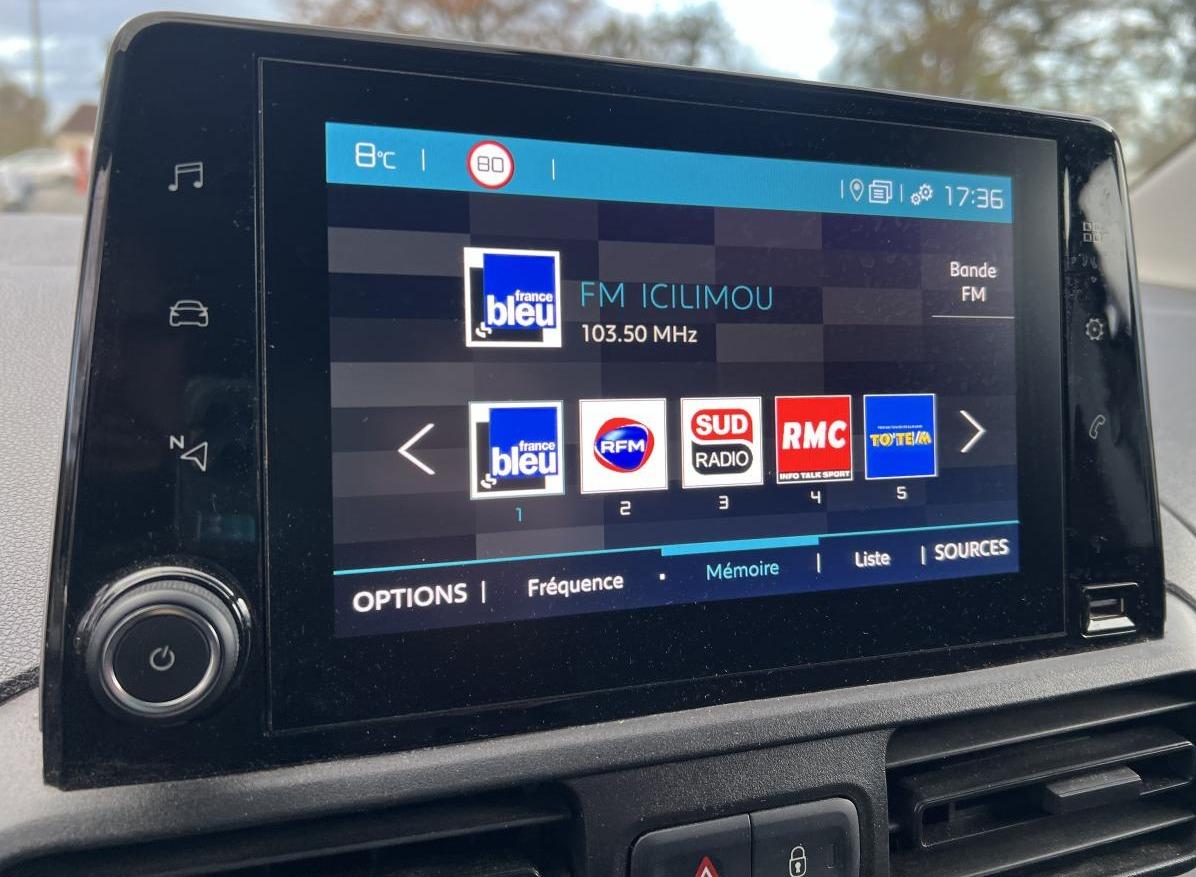 8°C
80
17:36
Bande
FM
france
bleu
FM ICILIMOU
103.50 MHz
france
bleu
RFM
SUD
RADIO
RMC
INFO TALK SPORT
TOTEM
1
2
3
4
5
OPTIONS
Fréquence
Mémoire
Liste
SOURCES
N